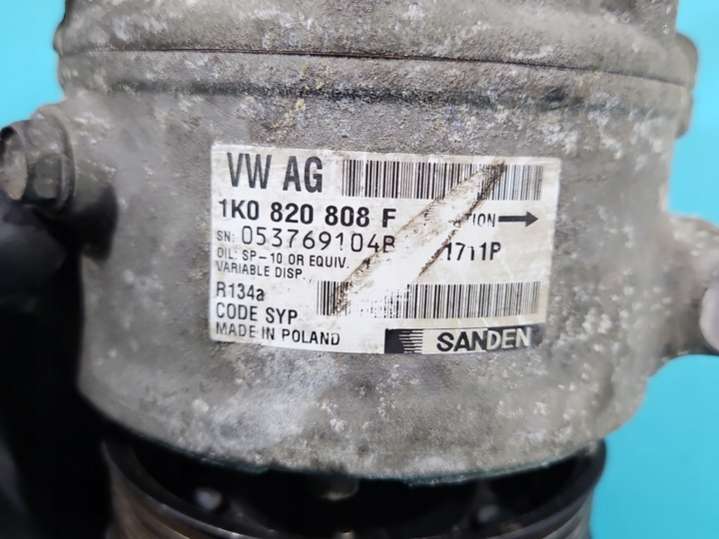 VW AG
1K0 820 808 F →
SN: 053769104B 1711P
OIL: SP-10 OR EQUIV.
VARIABLE DISP.
R134a
CODE SYP
MADE IN POLAND SANDEN